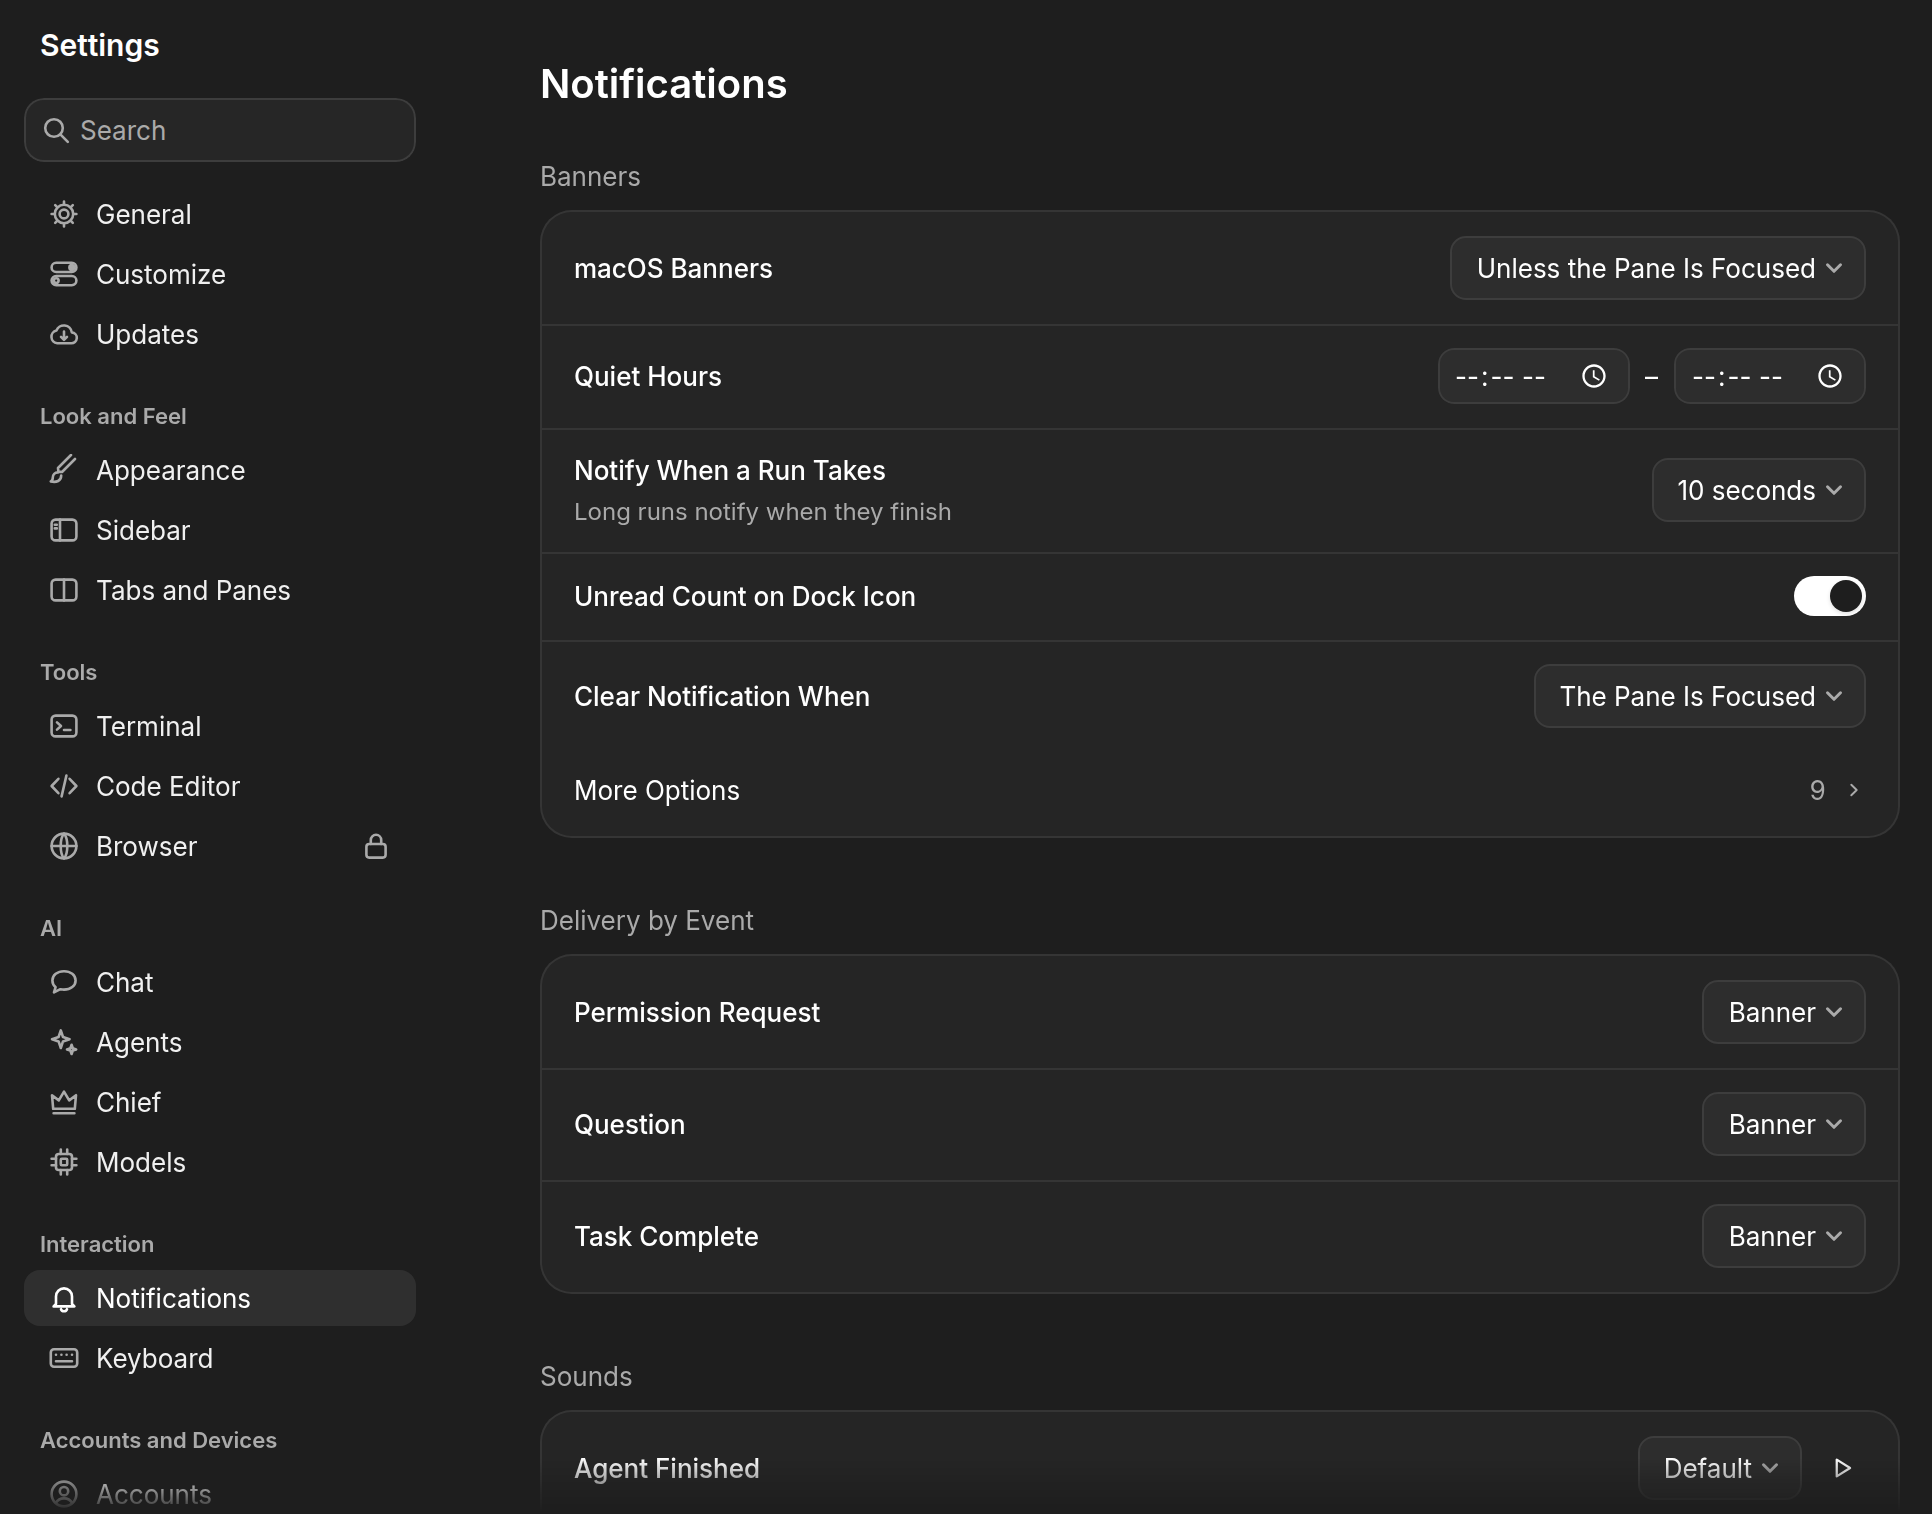 Settings
Search
General
Customize
Updates
Look and Feel
Appearance
Sidebar
Tabs and Panes
Tools
Terminal
Code Editor
Browser
AI
Chat
Agents
Chief
Models
Interaction
Notifications
Keyboard
Accounts and Devices
Accounts
Notifications
Banners
macOS Banners Unless the Pane Is Focused
Quiet Hours --:-- -- – --:-- --
Notify When a Run Takes 10 seconds
Long runs notify when they finish
Unread Count on Dock Icon
Clear Notification When The Pane Is Focused
More Options 9
Delivery by Event
Permission Request Banner
Question Banner
Task Complete Banner
Sounds
Agent Finished Default